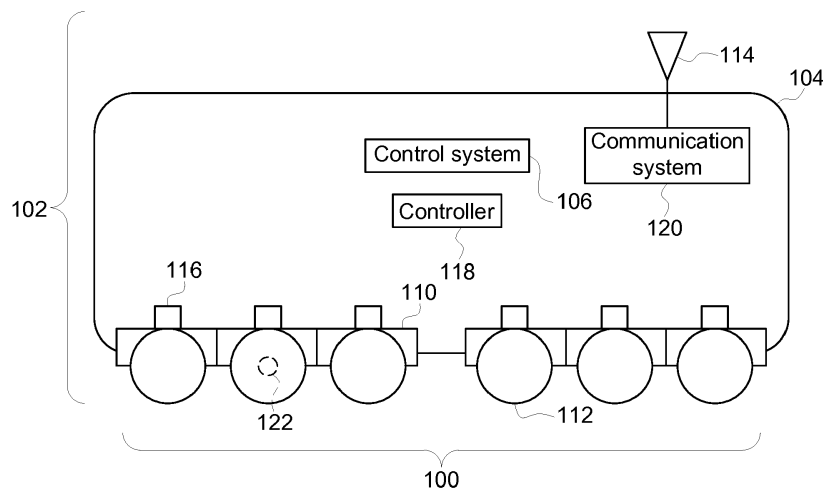 114
104
Communication
system
Control system
102
106
120
Controller
118
116
110
122
112
100